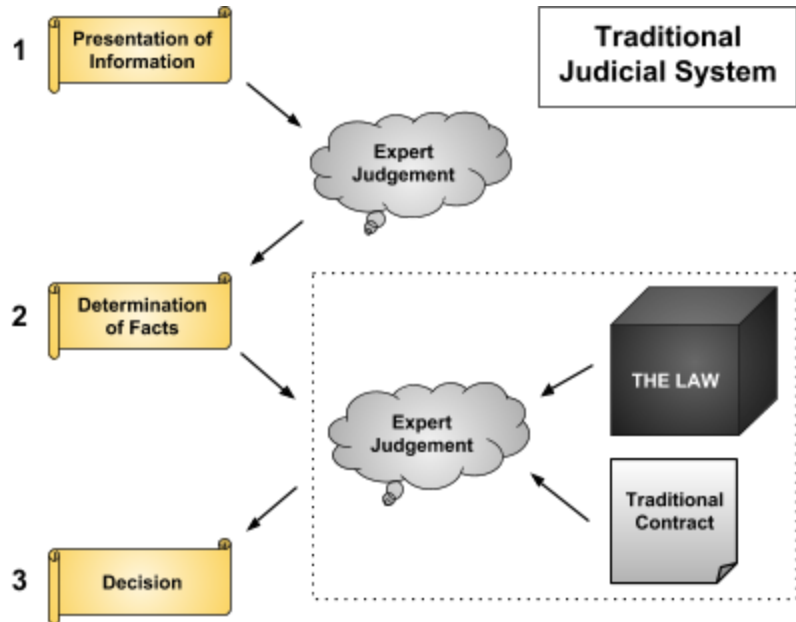 Traditional
Judicial System
1
Presentation of
Information
Expert
Judgement
2
Determination
of Facts
Expert
Judgement
THE LAW
Traditional
Contract
3
Decision